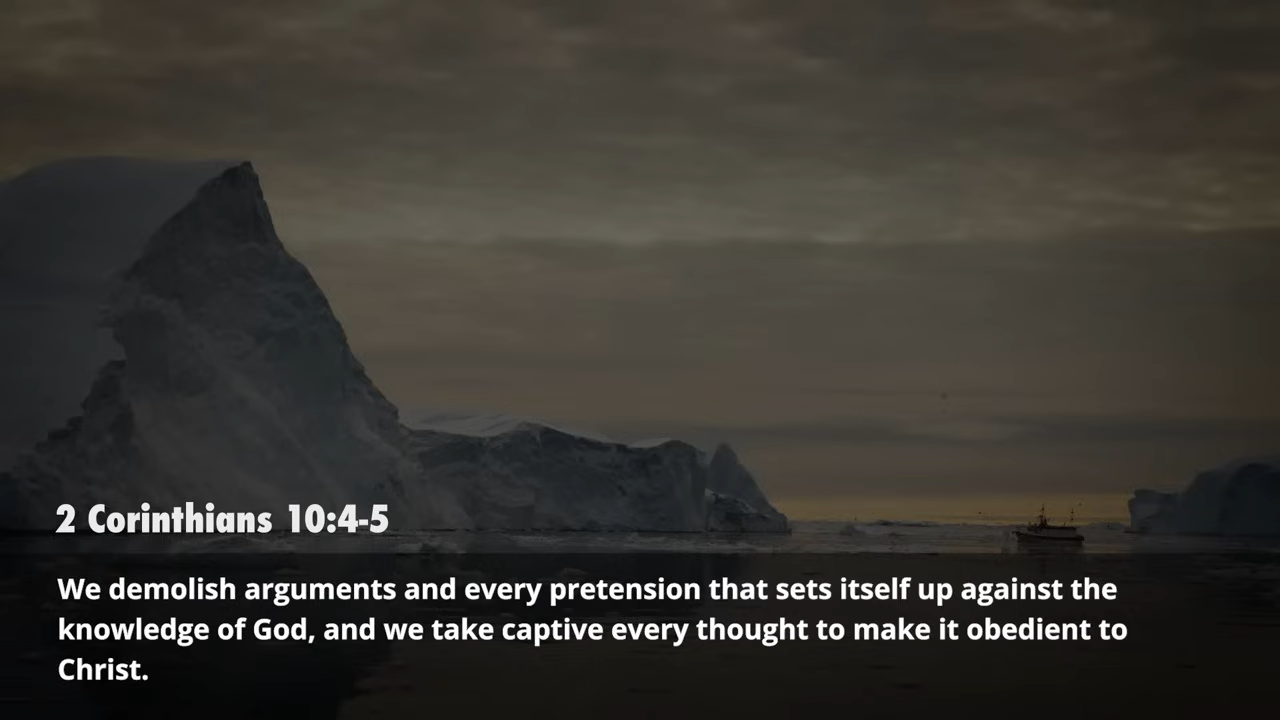 2 Corinthians 10:4-5
We demolish arguments and every pretension that sets itself up against the
knowledge of God, and we take captive every thought to make it obedient to
Christ.